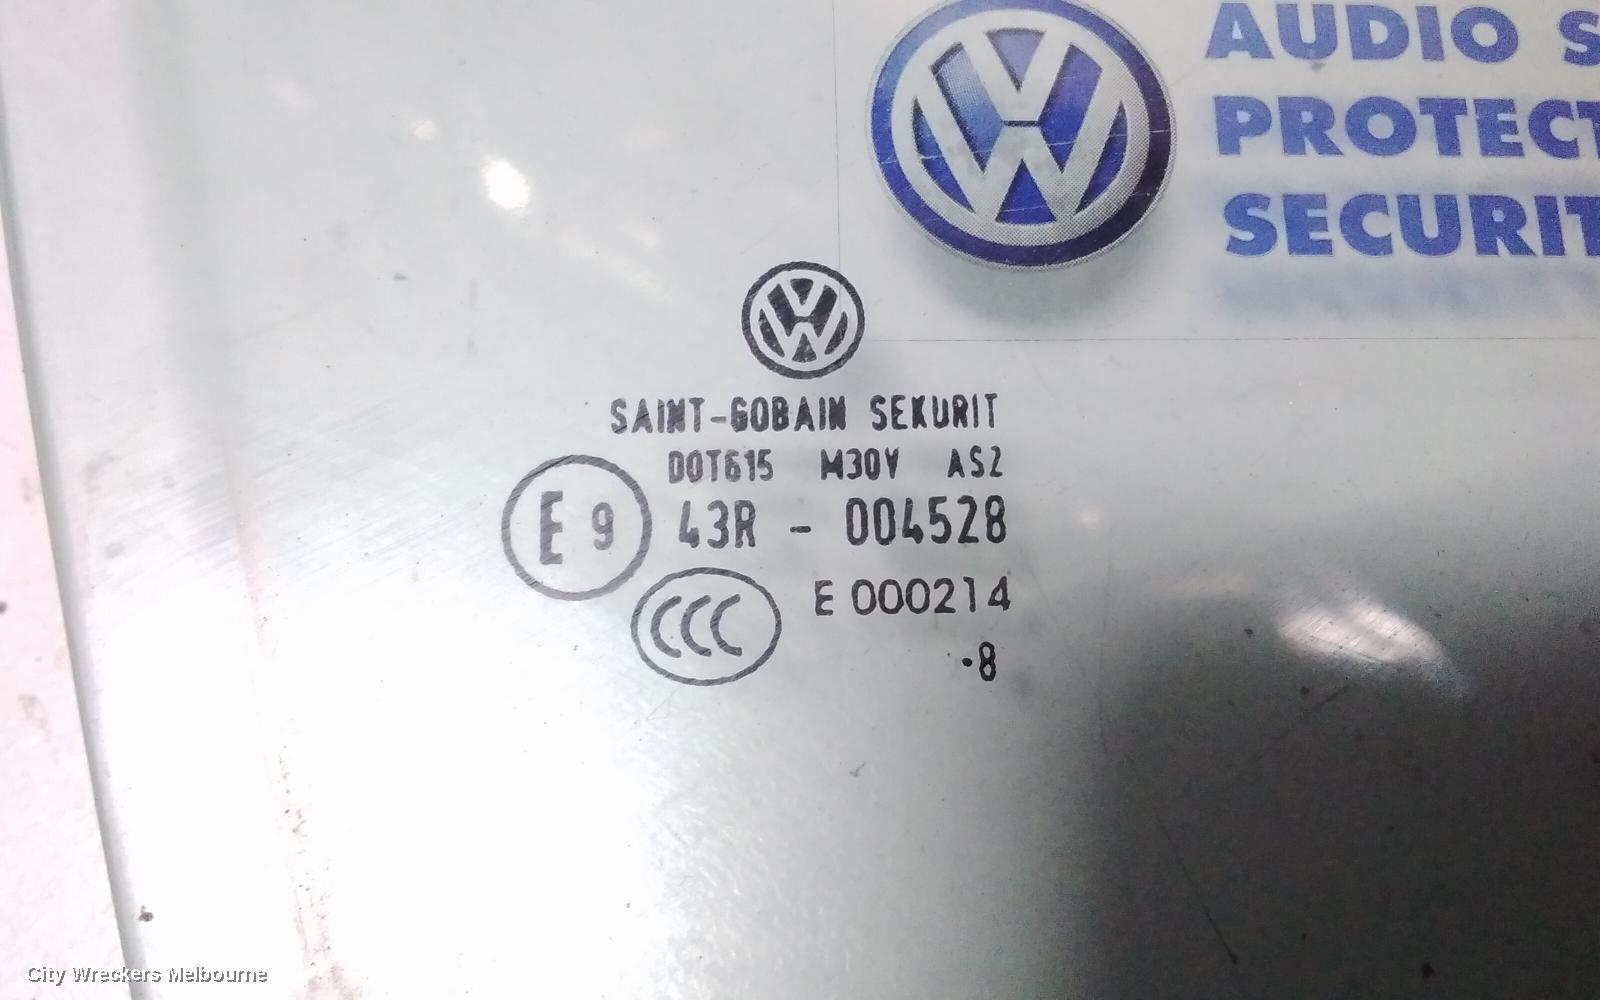 AUDIO S
PROTECT
SECURIT
SAINT-GOBAIN SEKURIT
DOT615 M30V AS2
E 9 43R - 004528
CCC E 000214
·8
City Wreckers Melbourne